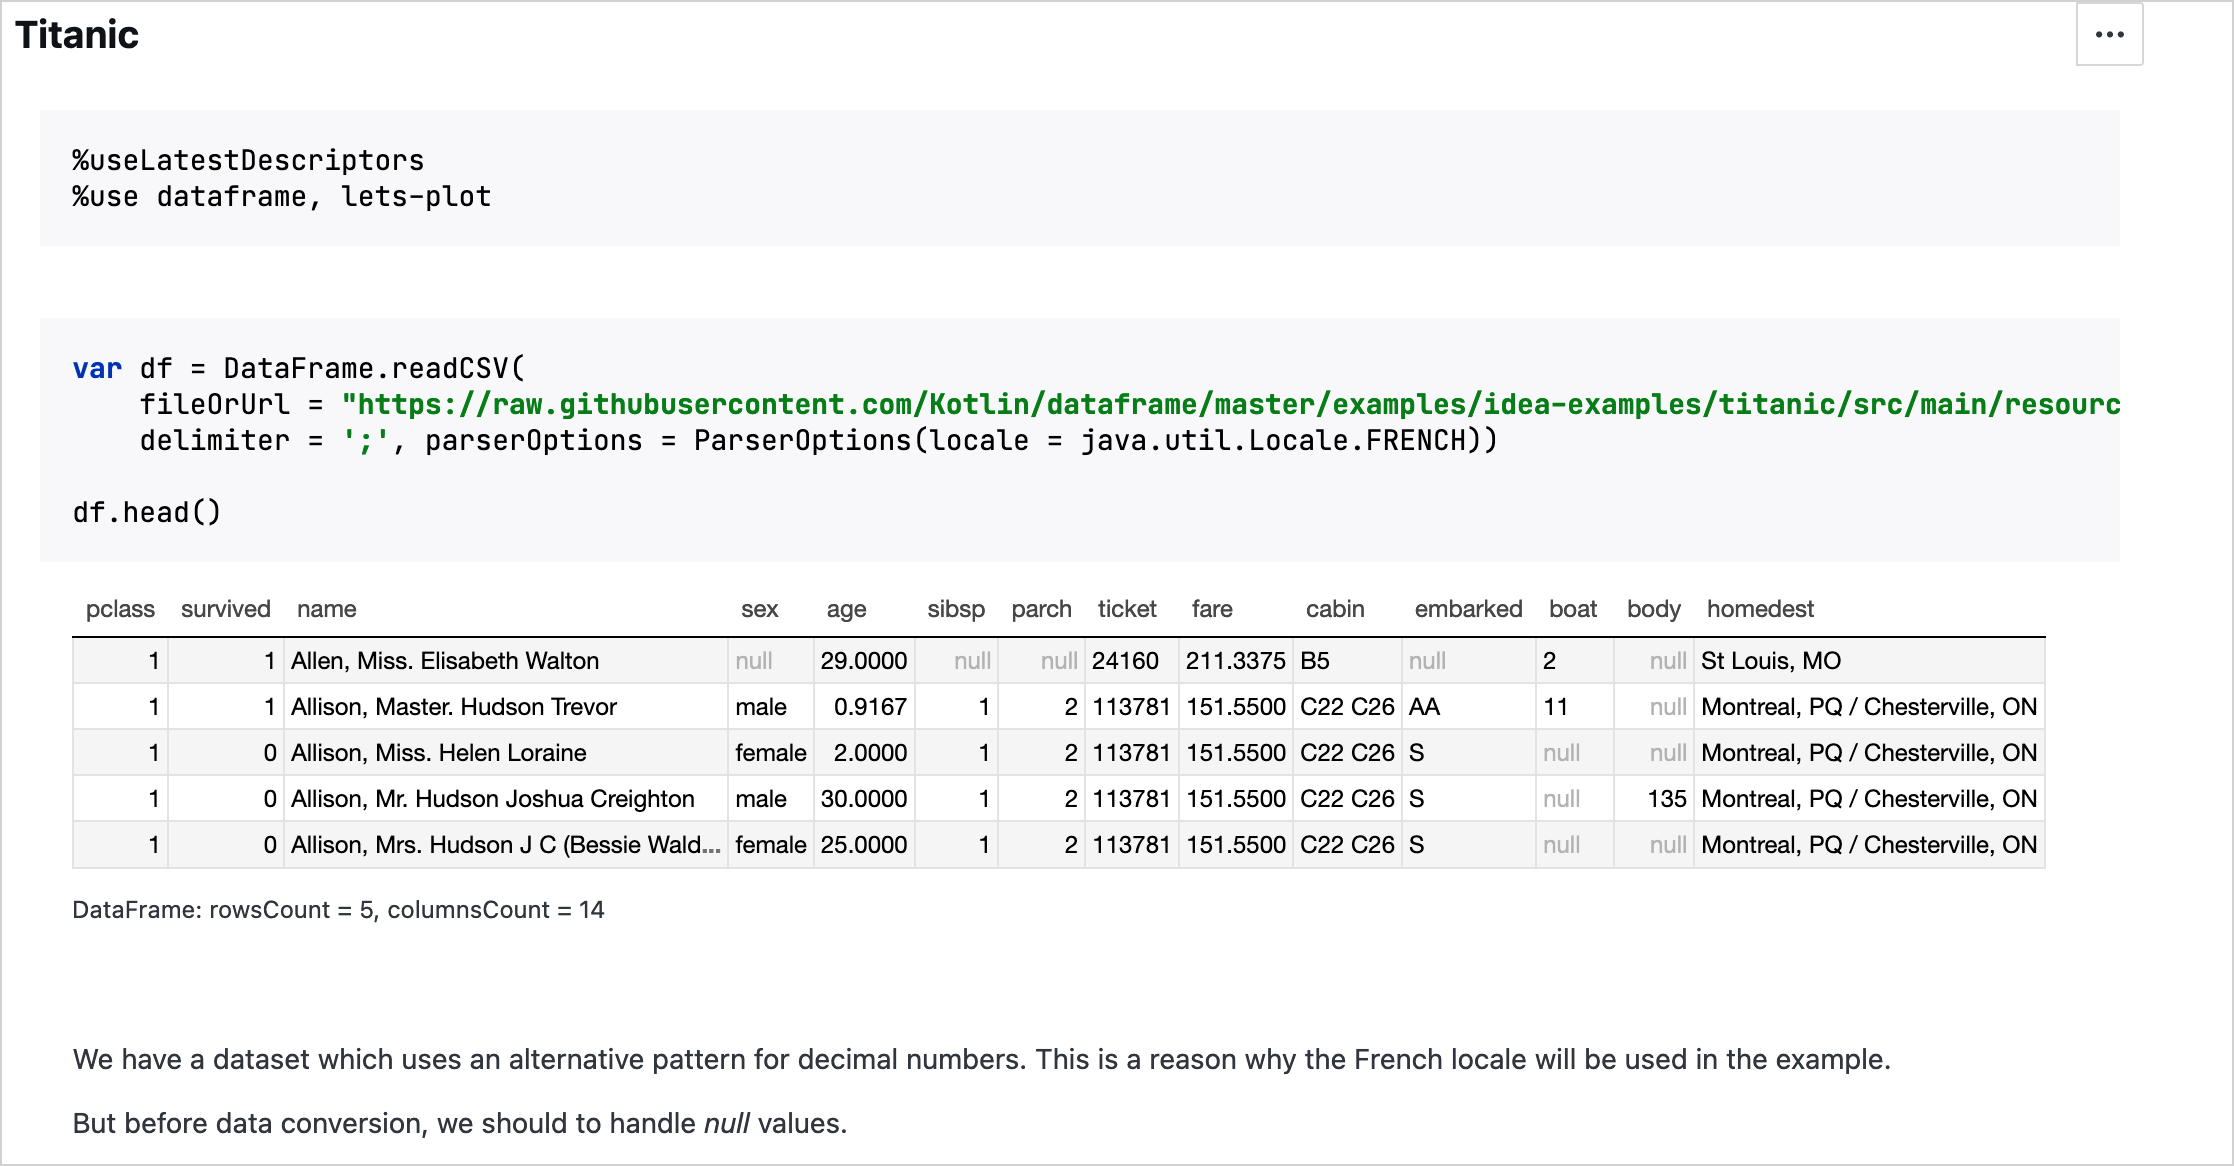 Titanic
...
%useLatestDescriptors
%use dataframe, lets-plot
var df = DataFrame.readCSV(
    fileOrUrl = "https://raw.githubusercontent.com/Kotlin/dataframe/master/examples/idea-examples/titanic/src/main/resourc
    delimiter = ';', parserOptions = ParserOptions(locale = java.util.Locale.FRENCH))
df.head()
pclass survived name sex age sibsp parch ticket fare cabin embarked boat body homedest
1 1 Allen, Miss. Elisabeth Walton null 29.0000 null null 24160 211.3375 B5 null 2 null St Louis, MO
1 1 Allison, Master. Hudson Trevor male 0.9167 1 2 113781 151.5500 C22 C26 AA 11 null Montreal, PQ / Chesterville, ON
1 0 Allison, Miss. Helen Loraine female 2.0000 1 2 113781 151.5500 C22 C26 S null null Montreal, PQ / Chesterville, ON
1 0 Allison, Mr. Hudson Joshua Creighton male 30.0000 1 2 113781 151.5500 C22 C26 S null 135 Montreal, PQ / Chesterville, ON
1 0 Allison, Mrs. Hudson J C (Bessie Wald... female 25.0000 1 2 113781 151.5500 C22 C26 S null null Montreal, PQ / Chesterville, ON
DataFrame: rowsCount = 5, columnsCount = 14
We have a dataset which uses an alternative pattern for decimal numbers. This is a reason why the French locale will be used in the example.
But before data conversion, we should to handle null values.